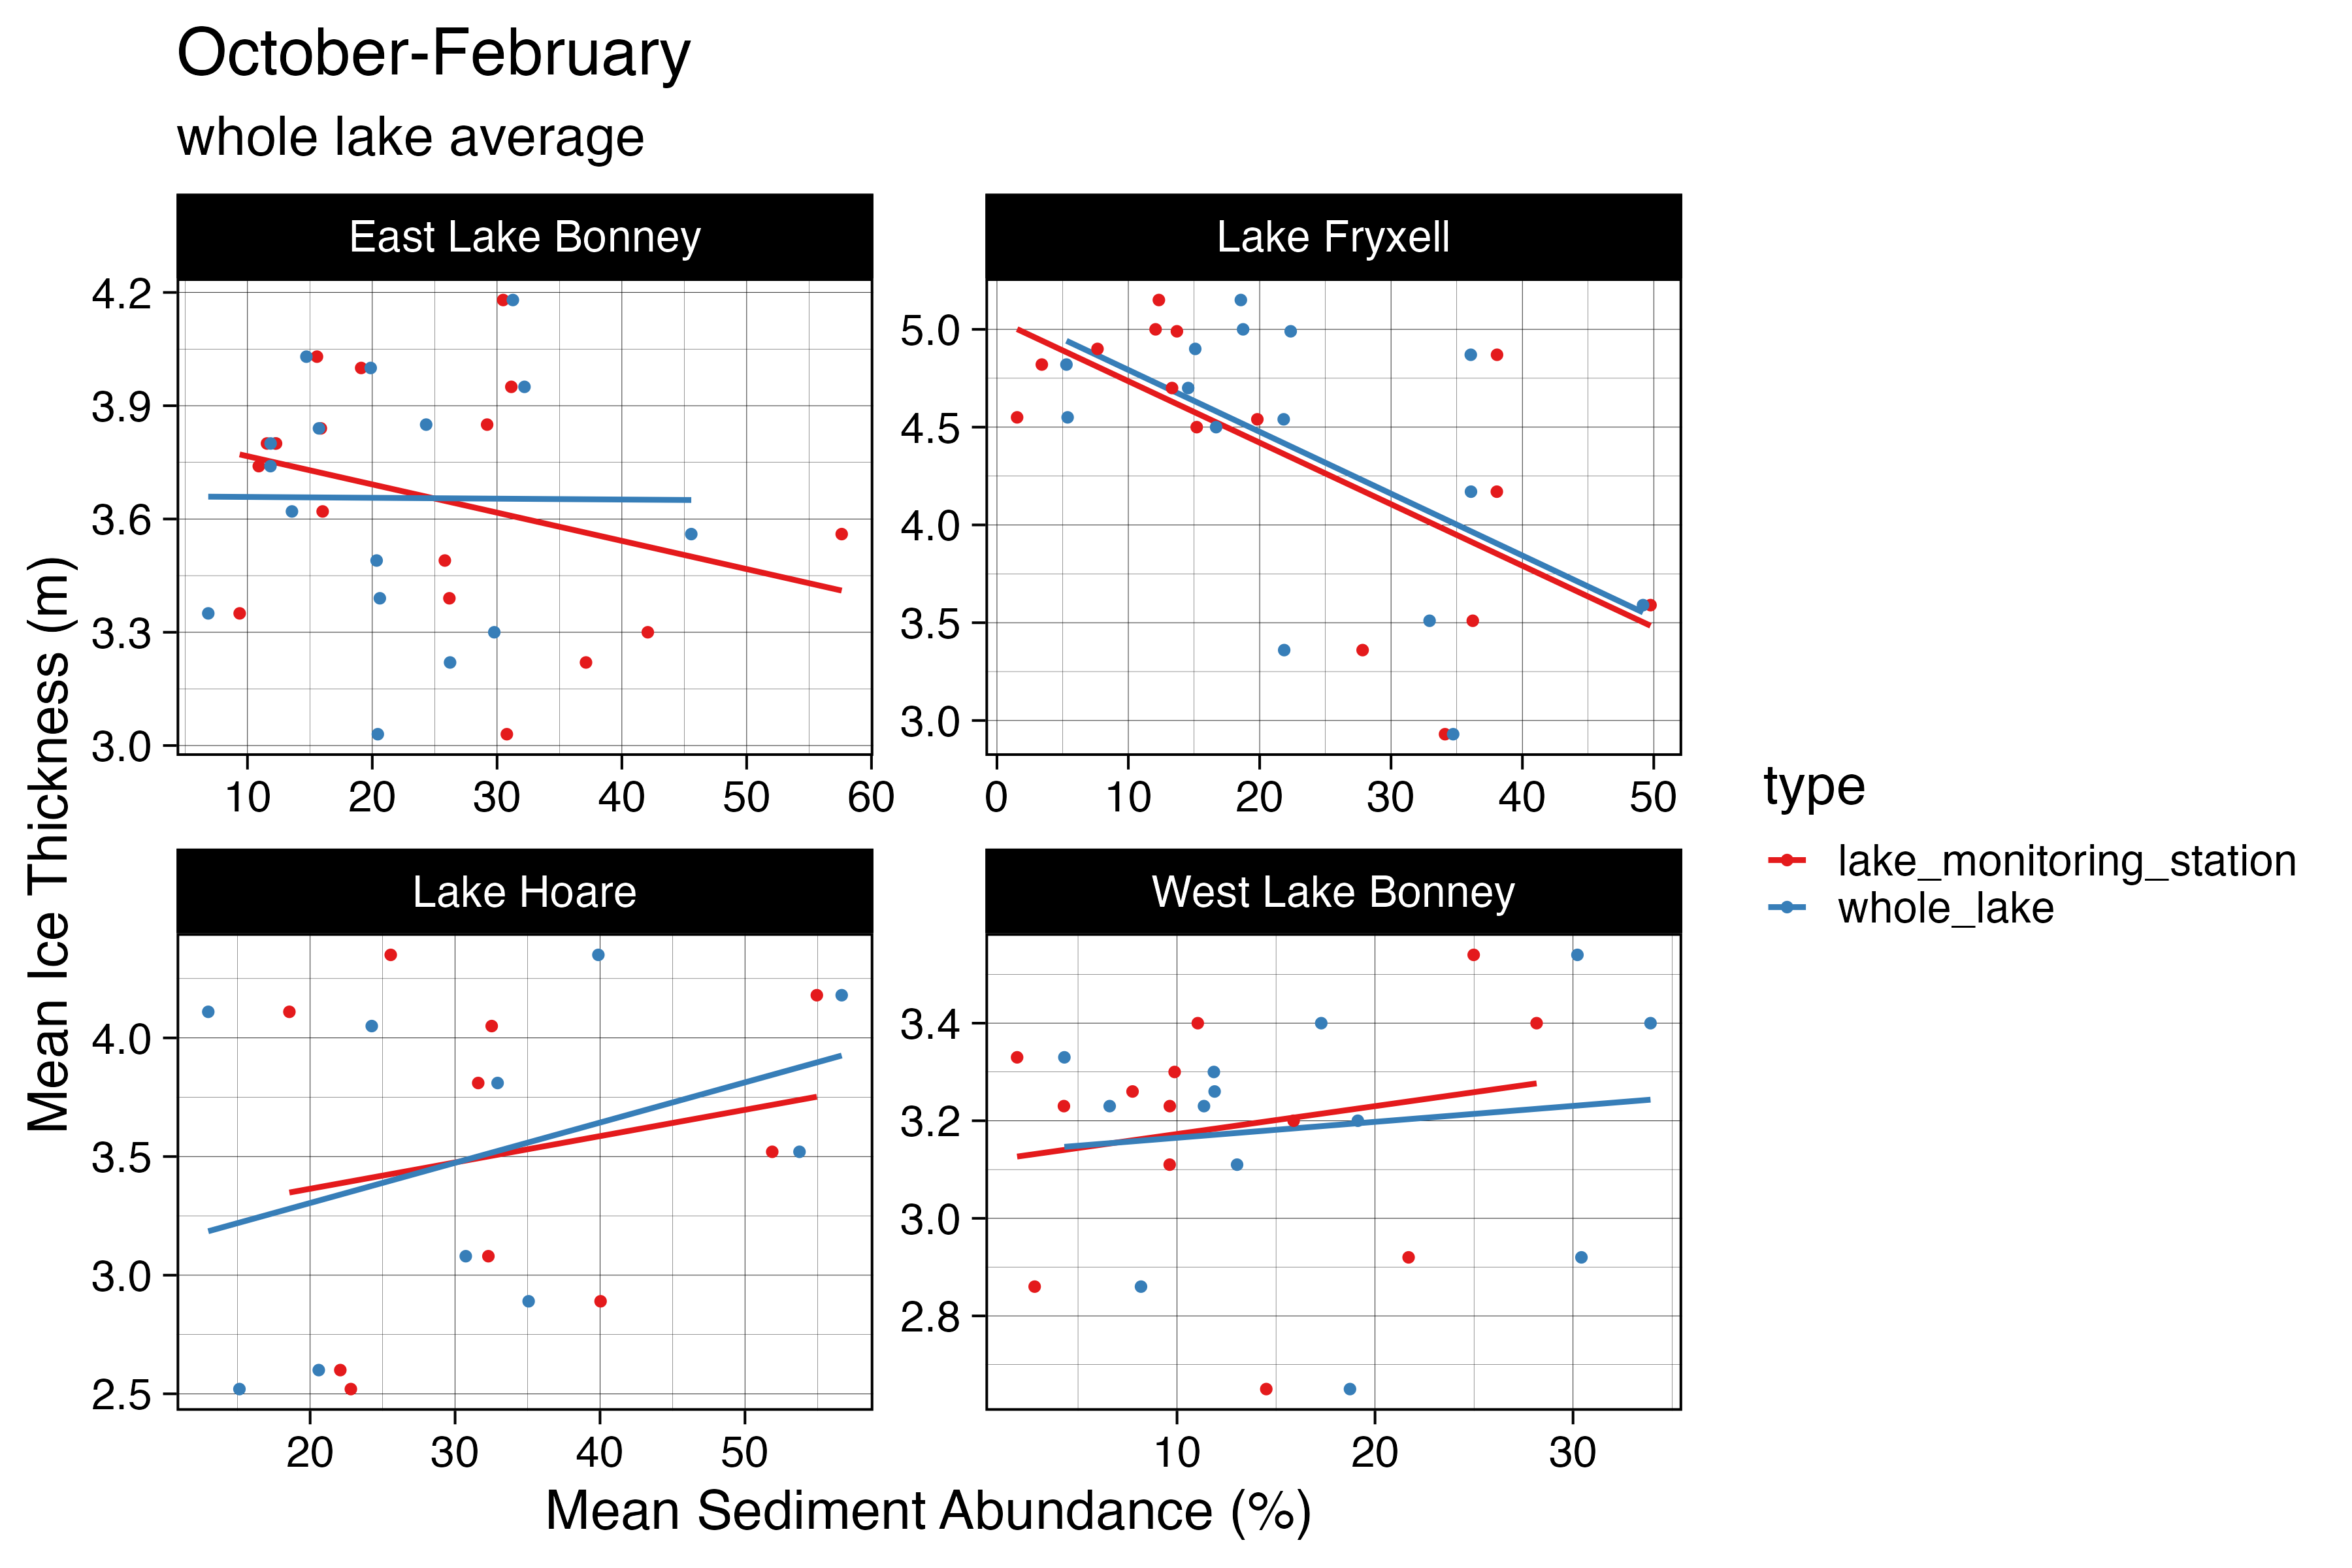 October-February
whole lake average
East Lake Bonney
Lake Fryxell
4.2
3.9
3.6
3.3
3.0
10 20 30 40 50 60
5.0
4.5
4.0
3.5
3.0
0 10 20 30 40 50
Lake Hoare
West Lake Bonney
4.0
3.5
3.0
2.5
20 30 40 50
3.4
3.2
3.0
2.8
10 20 30
Mean Ice Thickness (m)
Mean Sediment Abundance (%)
type
lake_monitoring_station
whole_lake